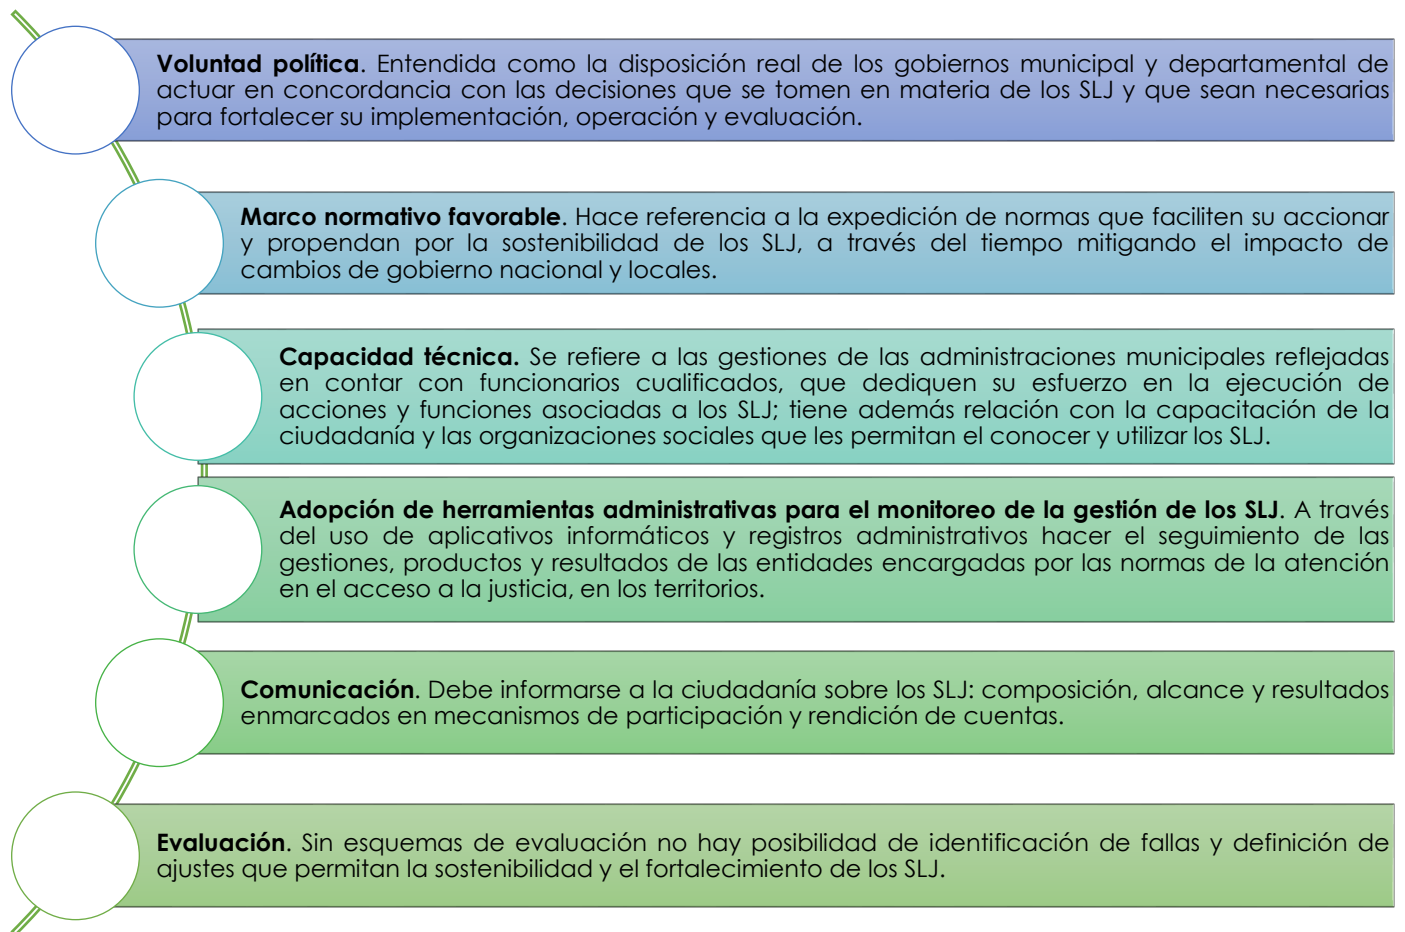 Voluntad política. Entendida como la disposición real de los gobiernos municipal y departamental de
actuar en concordancia con las decisiones que se tomen en materia de los SLJ y que sean necesarias
para fortalecer su implementación, operación y evaluación.
Marco normativo favorable. Hace referencia a la expedición de normas que faciliten su accionar
y propendan por la sostenibilidad de los SLJ, a través del tiempo mitigando el impacto de
cambios de gobierno nacional y locales.
Capacidad técnica. Se refiere a las gestiones de las administraciones municipales reflejadas
en contar con funcionarios cualificados, que dediquen su esfuerzo en la ejecución de
acciones y funciones asociadas a los SLJ; tiene además relación con la capacitación de la
ciudadanía y las organizaciones sociales que les permitan el conocer y utilizar los SLJ.
Adopción de herramientas administrativas para el monitoreo de la gestión de los SLJ. A través
del uso de aplicativos informáticos y registros administrativos hacer el seguimiento de las
gestiones, productos y resultados de las entidades encargadas por las normas de la atención
en el acceso a la justicia, en los territorios.
Comunicación. Debe informarse a la ciudadanía sobre los SLJ: composición, alcance y resultados
enmarcados en mecanismos de participación y rendición de cuentas.
Evaluación. Sin esquemas de evaluación no hay posibilidad de identificación de fallas y definición de
ajustes que permitan la sostenibilidad y el fortalecimiento de los SLJ.